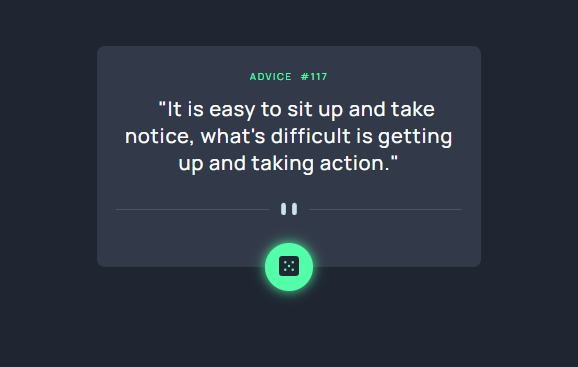 ADVICE #117
"It is easy to sit up and take
notice, what's difficult is getting
up and taking action."